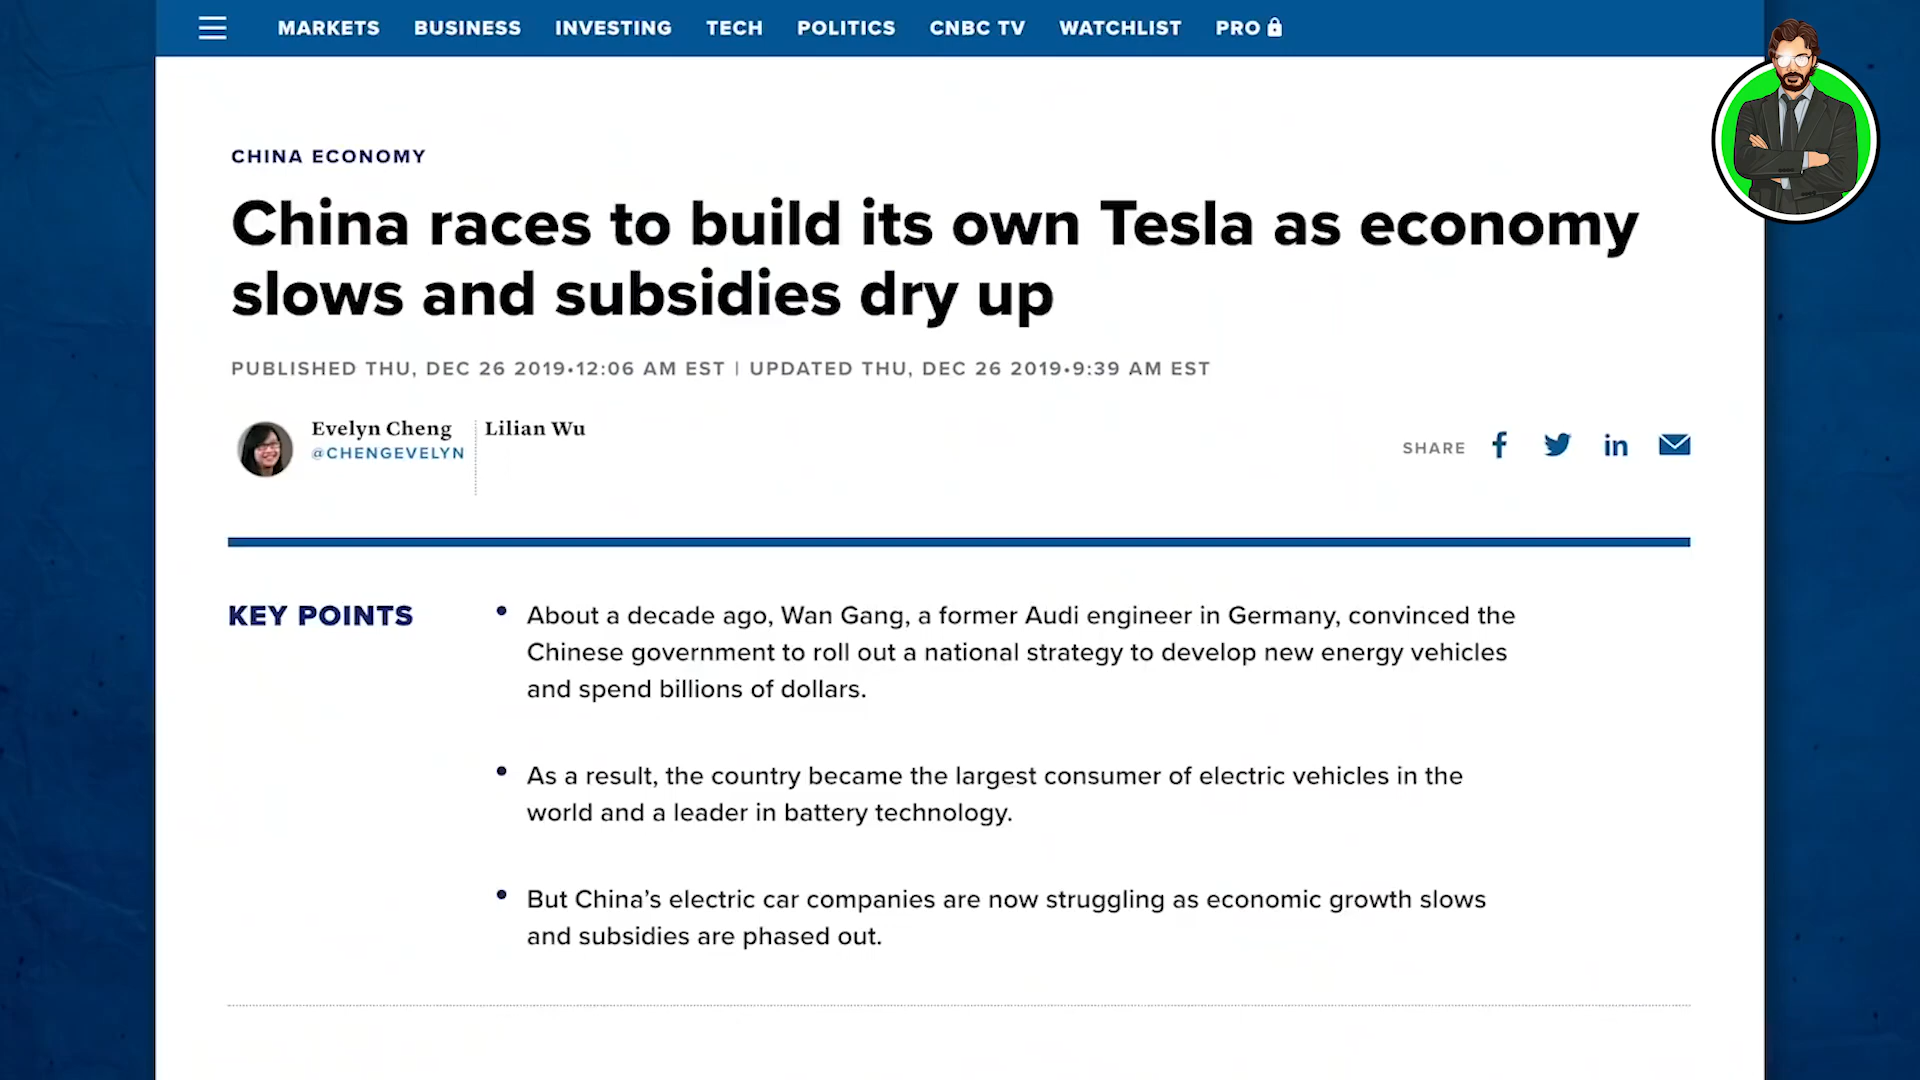 MARKETS BUSINESS INVESTING TECH POLITICS CNBC TV WATCHLIST PRO
CHINA ECONOMY
China races to build its own Tesla as economy
slows and subsidies dry up
PUBLISHED THU, DEC 26 2019•12:06 AM EST | UPDATED THU, DEC 26 2019•9:39 AM EST
Evelyn Cheng Lilian Wu
@CHENGEVELYN
SHARE
KEY POINTS
• About a decade ago, Wan Gang, a former Audi engineer in Germany, convinced the
Chinese government to roll out a national strategy to develop new energy vehicles
and spend billions of dollars.
• As a result, the country became the largest consumer of electric vehicles in the
world and a leader in battery technology.
• But China’s electric car companies are now struggling as economic growth slows
and subsidies are phased out.